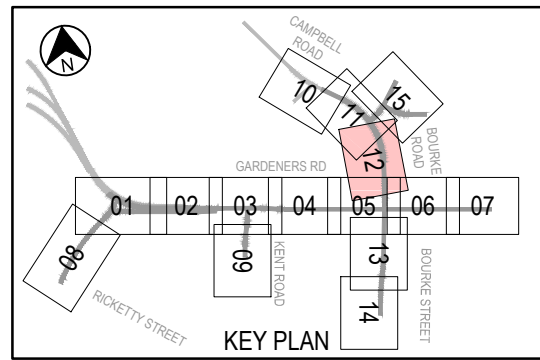 CAMPBELL
ROAD
N
10
11
15
BOURKE
ROAD
12
GARDENERS RD
01
02
03
04
05
06
07
08
09
KENT ROAD
13
BOURKE STREET
RICKETTY STREET
14
KEY PLAN